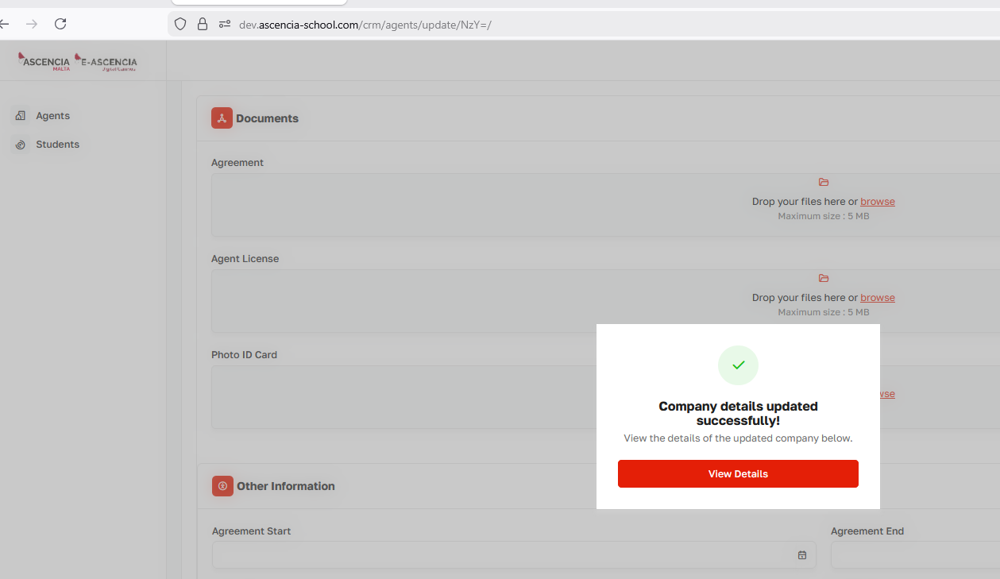 dev.ascencia-school.com/crm/agents/update/NzY=/
ASCENCIA
MALTA
E-ASCENCIA
Agents
Students
Documents
Agreement
Drop your files here or browse
Maximum size : 5 MB
Agent License
Drop your files here or browse
Maximum size : 5 MB
Photo ID Card
wse
Company details updated
successfully!
View the details of the updated company below.
View Details
Other Information
Agreement Start
Agreement End